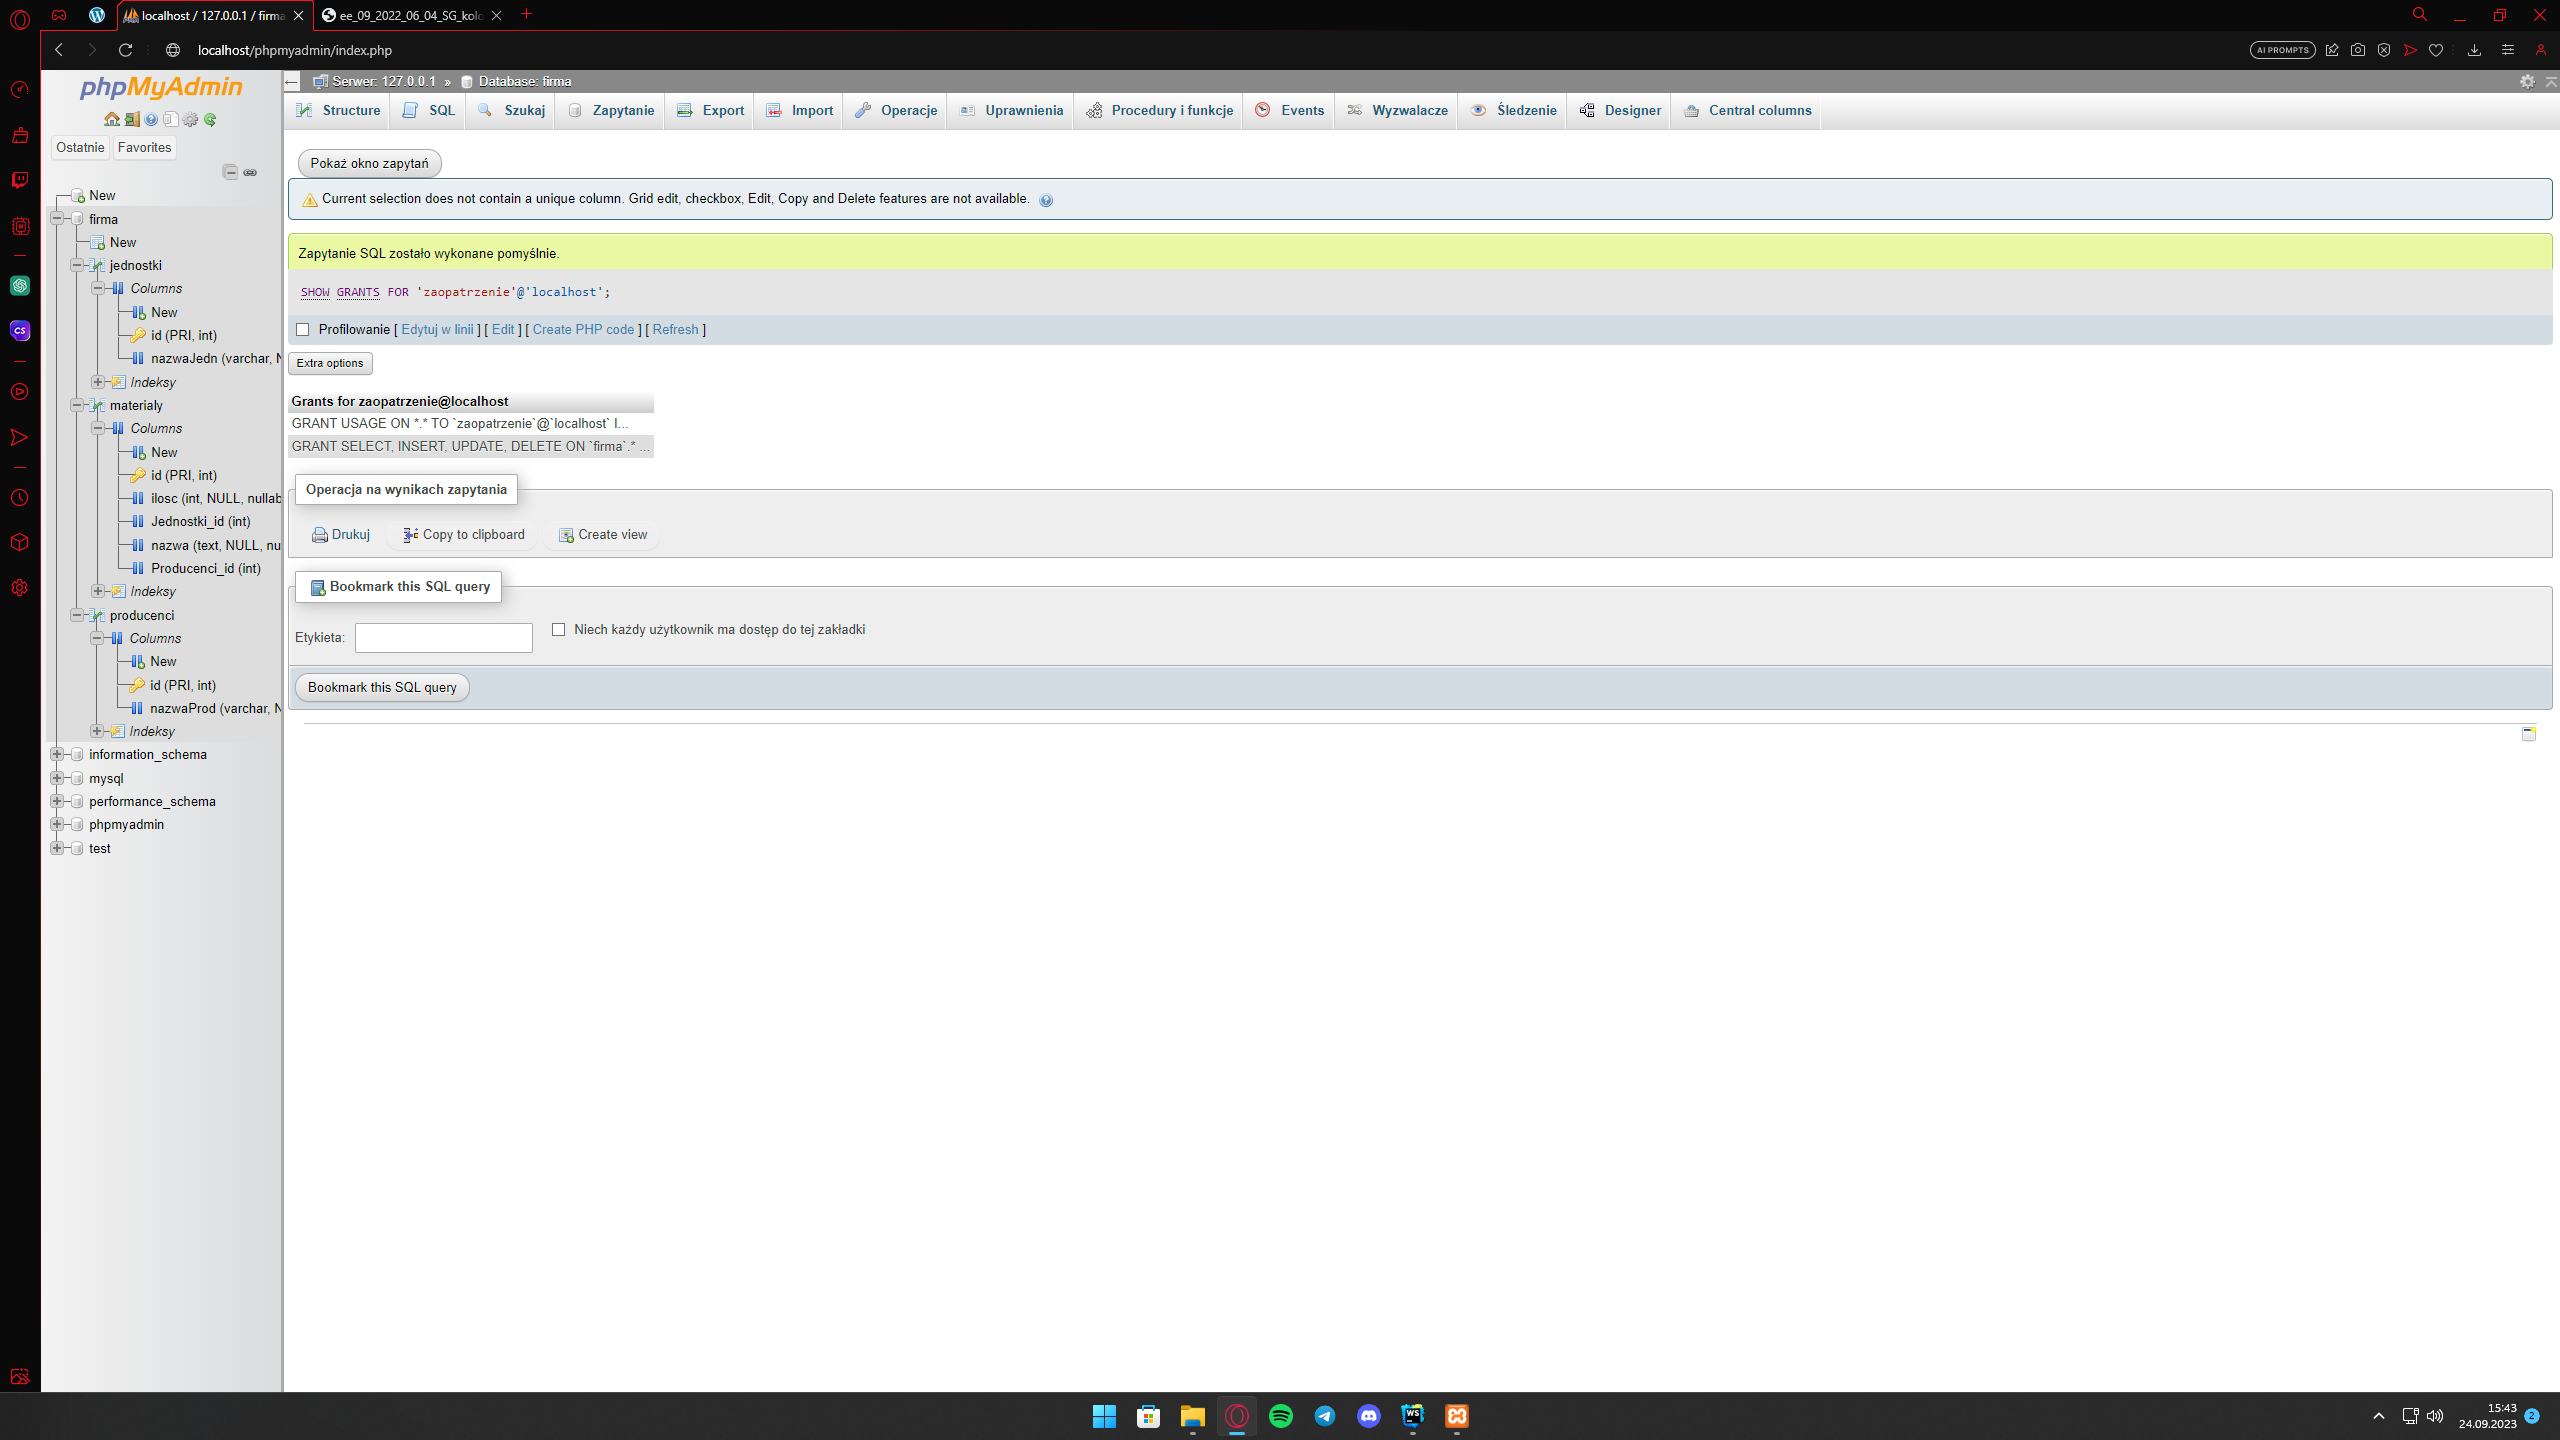 localhost / 127.0.0.1 / firma
ee_09_2022_06_04_SG_kolo
localhost/phpmyadmin/index.php
AI PROMPTS
phpMyAdmin
Ostatnie
Favorites
New
firma
New
jednostki
Columns
New
id (PRI, int)
nazwaJedn (varchar, N
Indeksy
materialy
Columns
New
id (PRI, int)
ilosc (int, NULL, nullab
Jednostki_id (int)
nazwa (text, NULL, nu
Producenci_id (int)
Indeksy
producenci
Columns
New
id (PRI, int)
nazwaProd (varchar, N
Indeksy
information_schema
mysql
performance_schema
phpmyadmin
test
Serwer: 127.0.0.1 » Database: firma
Structure SQL Szukaj Zapytanie Export Import Operacje Uprawnienia Procedury i funkcje Events Wyzwalacze Śledzenie Designer Central columns
Pokaż okno zapytań
Current selection does not contain a unique column. Grid edit, checkbox, Edit, Copy and Delete features are not available.
Zapytanie SQL zostało wykonane pomyślnie.
SHOW GRANTS FOR 'zaopatrzenie'@'localhost';
Profilowanie [ Edytuj w linii ] [ Edit ] [ Create PHP code ] [ Refresh ]
Extra options
Grants for zaopatrzenie@localhost
GRANT USAGE ON *.* TO `zaopatrzenie`@`localhost` I...
GRANT SELECT, INSERT, UPDATE, DELETE ON `firma`.* ...
Operacja na wynikach zapytania
Drukuj Copy to clipboard Create view
Bookmark this SQL query
Etykieta:
Niech każdy użytkownik ma dostęp do tej zakładki
Bookmark this SQL query
CS
WS
15:43
24.09.2023
2